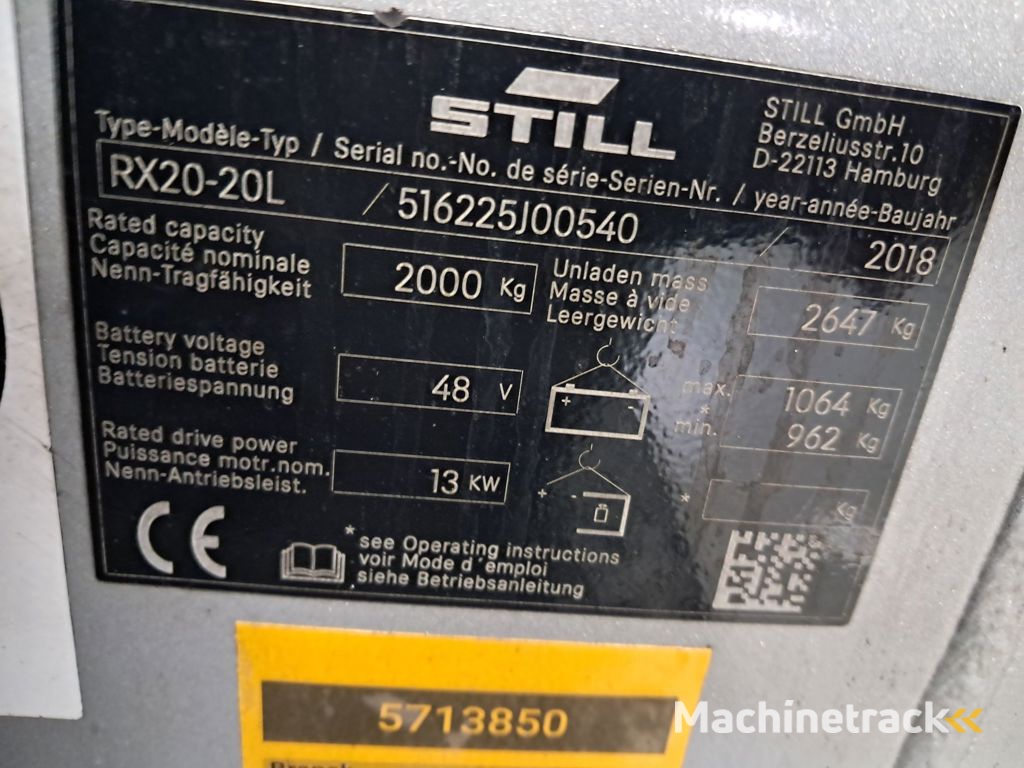 STILL
STILL GmbH
Berzeliusstr.10
D-22113 Hamburg
Type-Modèle-Typ / Serial no.-No. de série-Serien-Nr. / year-année-Baujahr
RX20-20L / 516225J00540 / 2018
Rated capacity
Capacité nominale
Nenn-Tragfähigkeit
2000 Kg
Unladen mass
Masse à vide
Leergewicht
2647 Kg
Battery voltage
Tension batterie
Batteriespannung
48 V
+ -
max. 1064 Kg
*
min. 962 Kg
Rated drive power
Puissance motr.nom.
Nenn-Antriebsleist.
13 KW
+ -
* Kg
CE
* see Operating instructions
voir Mode d'emploi
siehe Betriebsanleitung
5713850
Machinetrack